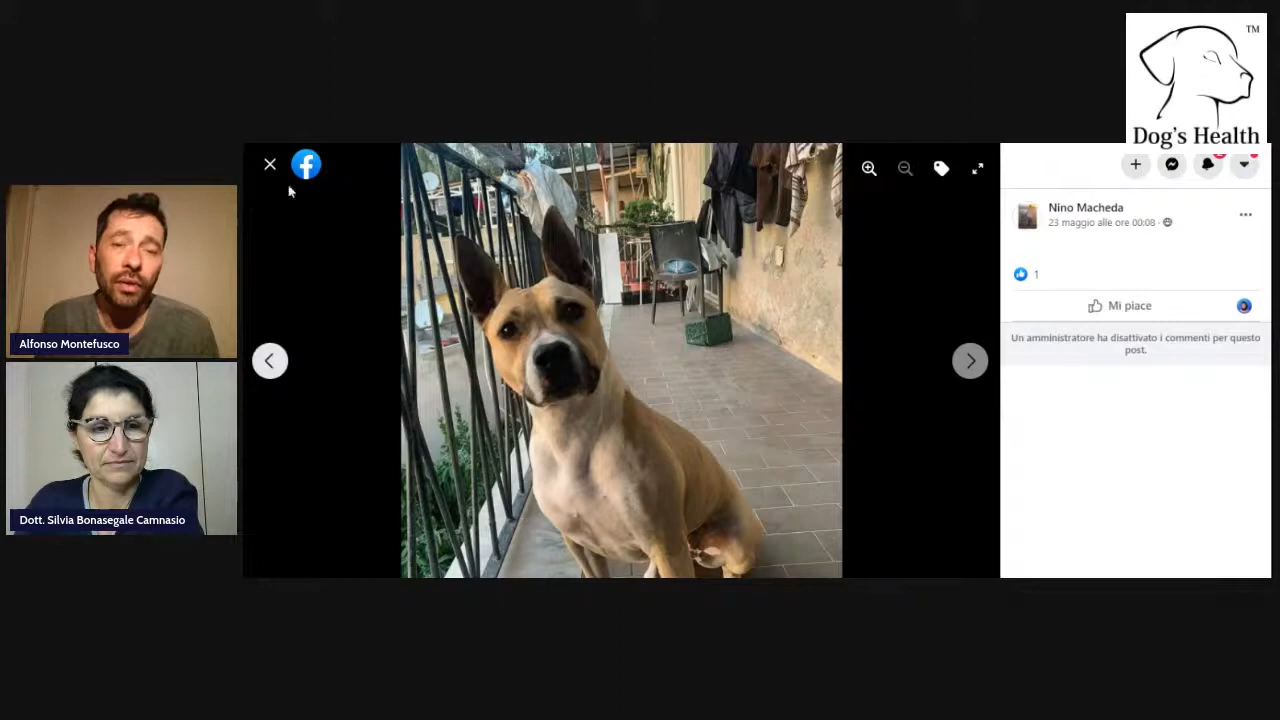 TM
Dog's Health
Nino Macheda
23 maggio alle ore 00:08 ·
1
Mi piace
Un amministratore ha disattivato i commenti per questo
post.
Alfonso Montefusco
Dott. Silvia Bonasegale Camnasio